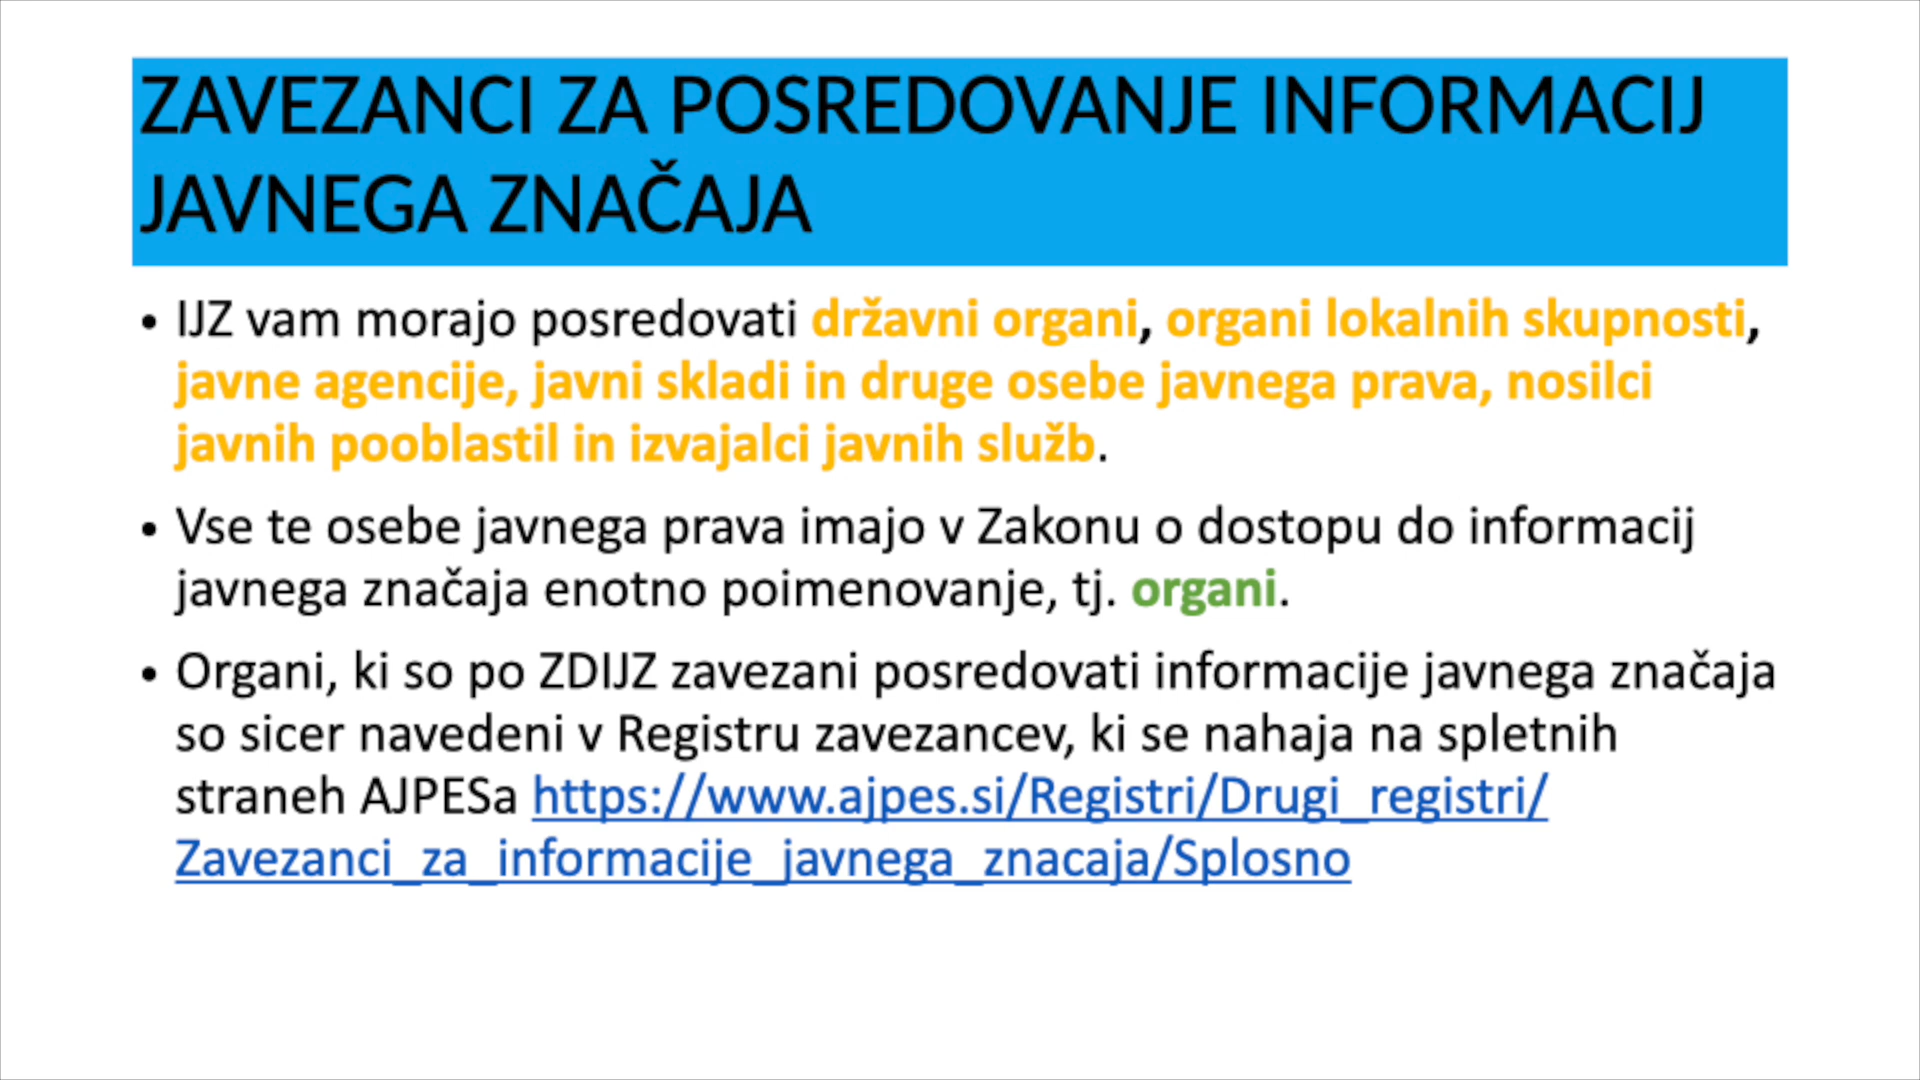 ZAVEZANCI ZA POSREDOVANJE INFORMACIJ
JAVNEGA ZNAČAJA
• IJZ vam morajo posredovati državni organi, organi lokalnih skupnosti,
javne agencije, javni skladi in druge osebe javnega prava, nosilci
javnih pooblastil in izvajalci javnih služb.
• Vse te osebe javnega prava imajo v Zakonu o dostopu do informacij
javnega značaja enotno poimenovanje, tj. organi.
• Organi, ki so po ZDIJZ zavezani posredovati informacije javnega značaja
so sicer navedeni v Registru zavezancev, ki se nahaja na spletnih
straneh AJPESa https://www.ajpes.si/Registri/Drugi_registri/
Zavezanci_za_informacije_javnega_znacaja/Splosno